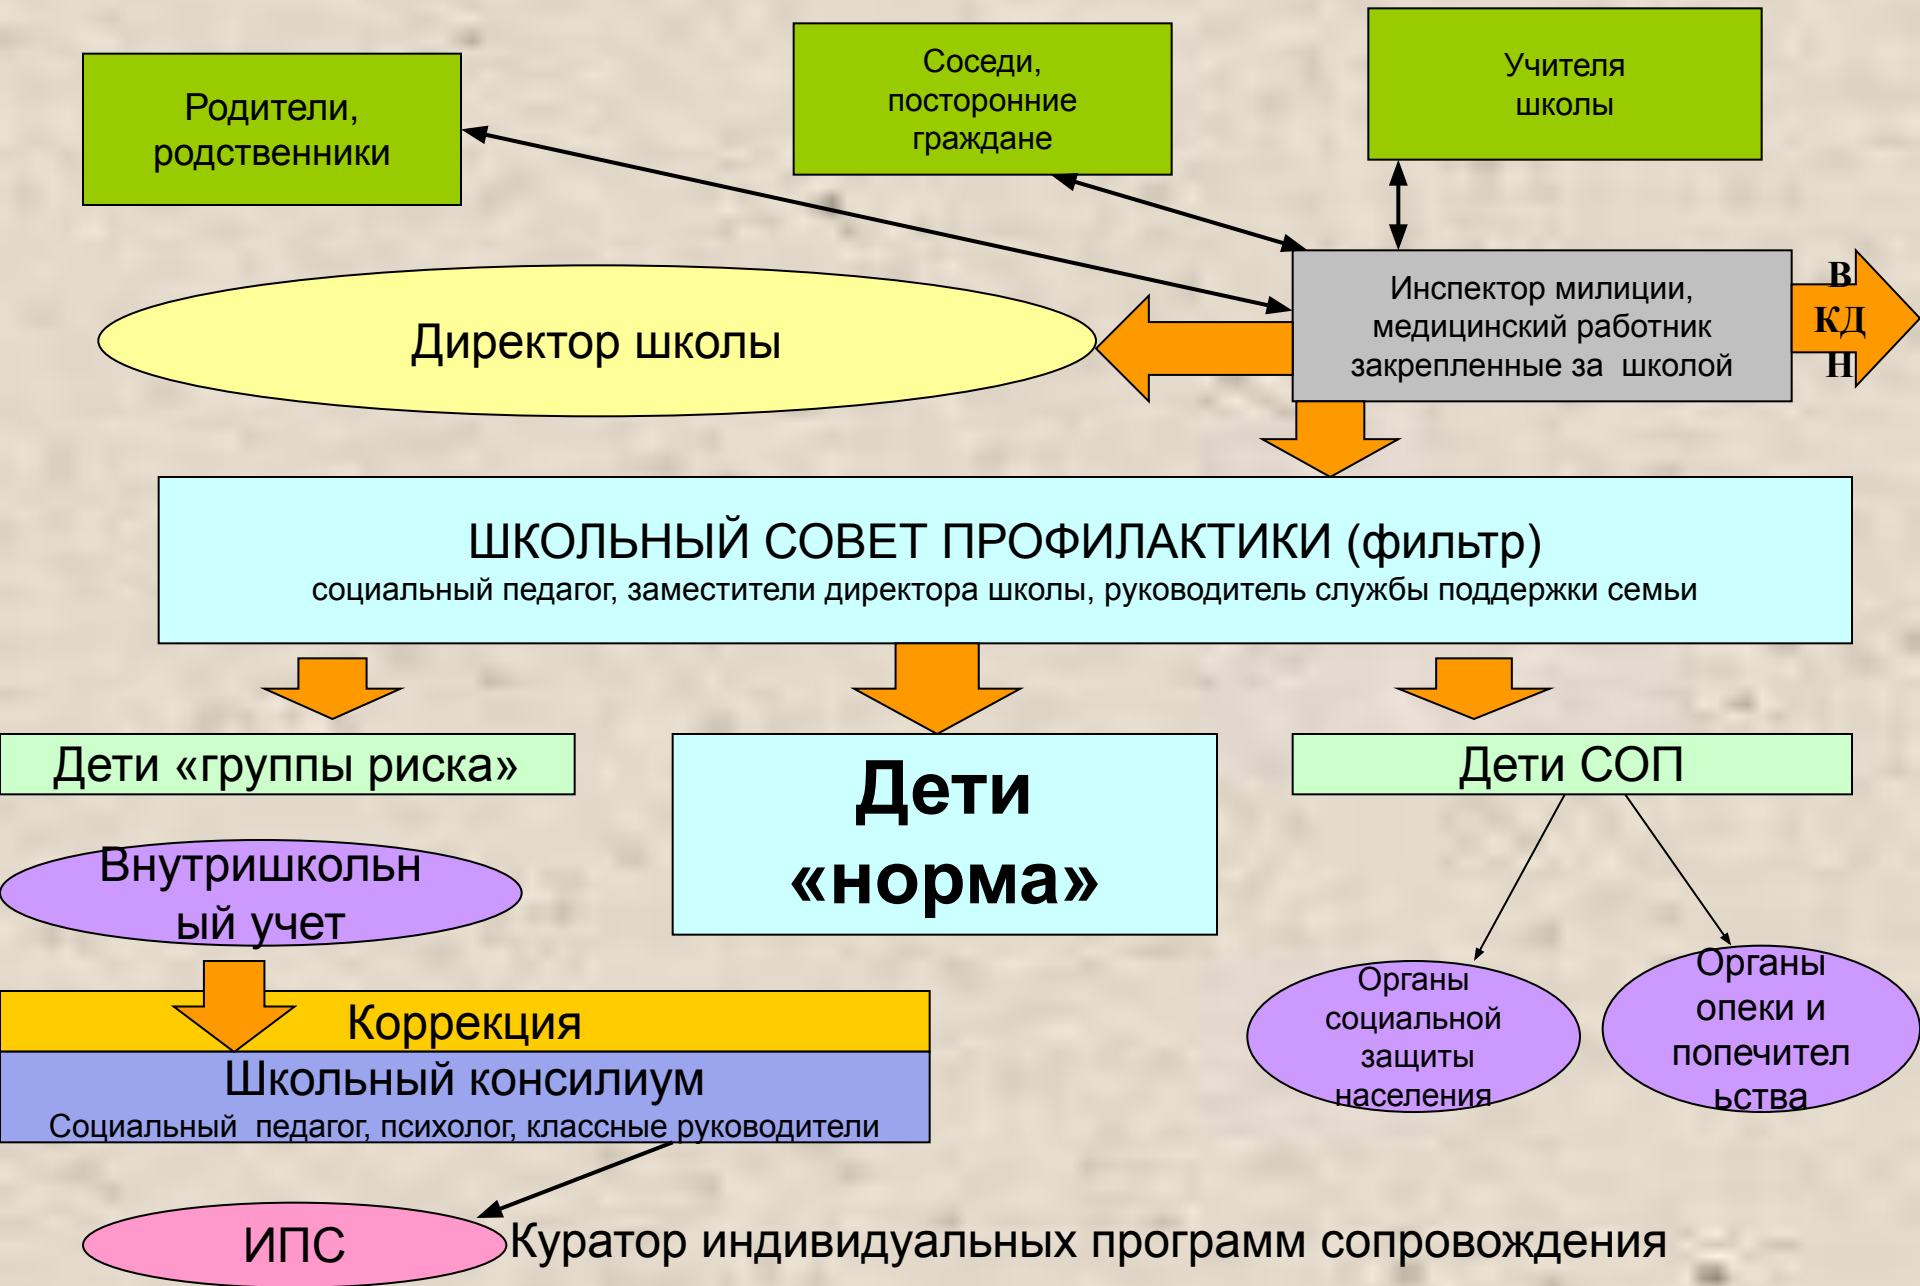 Родители,
родственники
Соседи,
посторонние
граждане
Учителя
школы
Директор школы
Инспектор милиции,
медицинский работник
закрепленные за  школой
В
КД
Н
ШКОЛЬНЫЙ СОВЕТ ПРОФИЛАКТИКИ (фильтр)
социальный педагог, заместители директора школы, руководитель службы поддержки семьи
Дети «группы риска»
Дети
«норма»
Дети СОП
Внутришкольн
ый учет
Органы
социальной
защиты
населения
Органы
опеки и
попечител
ьства
Коррекция
Школьный консилиум
Социальный  педагог, психолог, классные руководители
ИПС
Куратор индивидуальных программ сопровождения